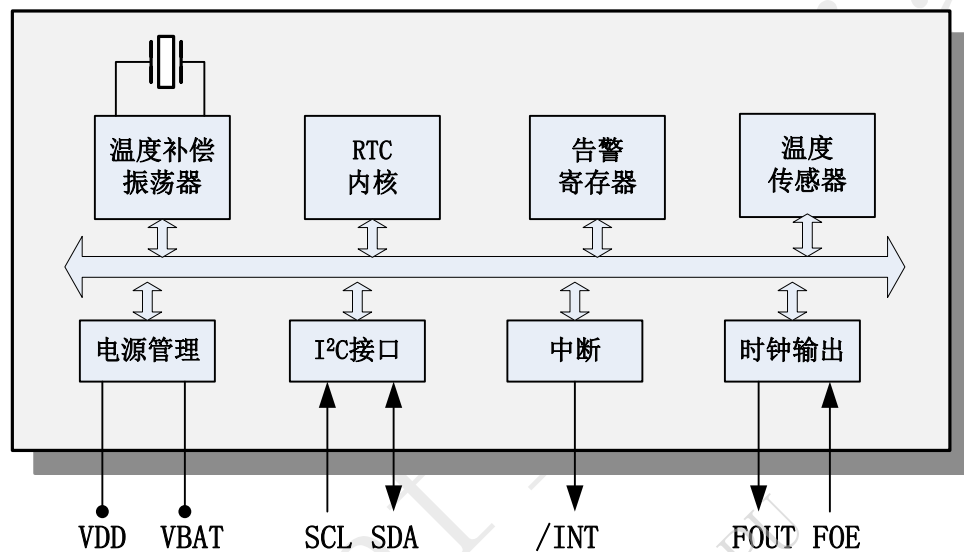 温度补偿
振荡器
RTC
内核
告警
寄存器
温度
传感器
电源管理
I²C接口
中断
时钟输出
VDD VBAT SCL SDA /INT FOUT FOE